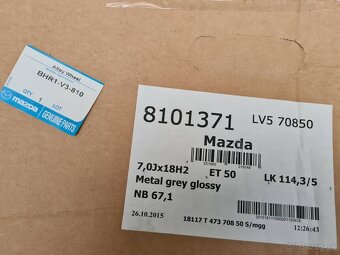 Alloy Wheel
BHR1-V3-810
QTY 1 LOT
mazda GENUINE PARTS
8101371 LV5 70850
Mazda
7,0Jx18H2 ET 50 LK 114,3/5
Metal grey glossy
NB 67,1
26.10.2015 12:26:43
18117 T 473 708 50 S/mgg